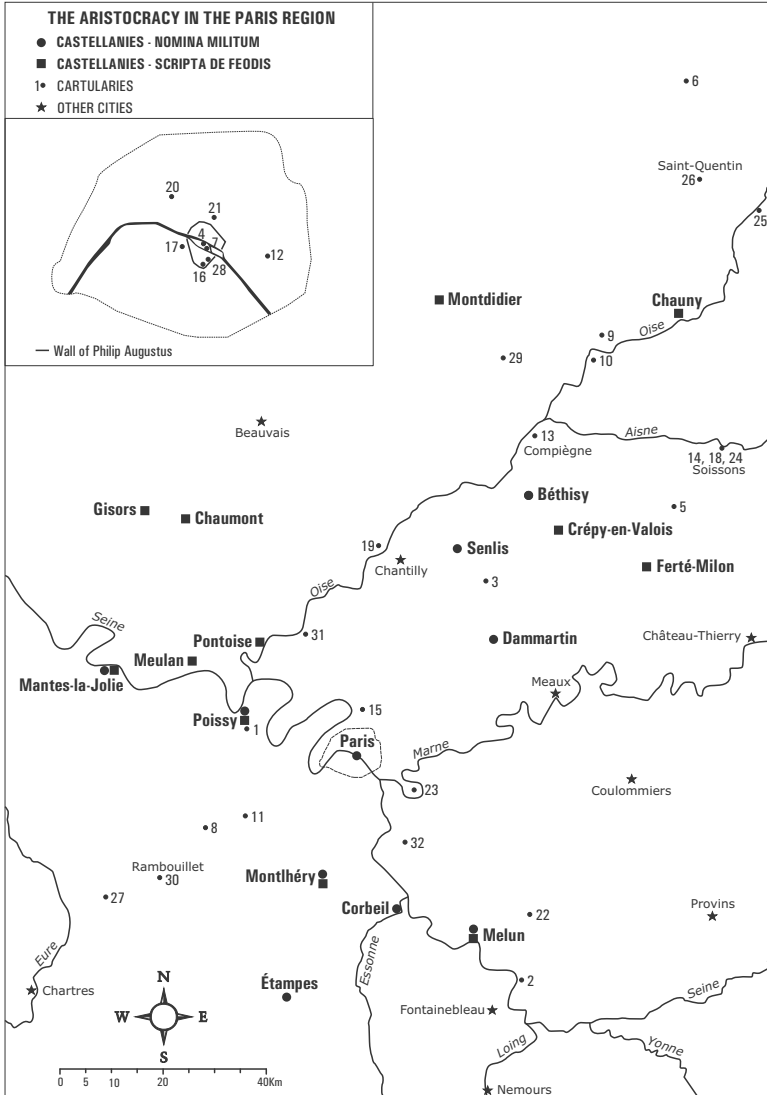 THE ARISTOCRACY IN THE PARIS REGION
CASTELLANIES - NOMINA MILITUM
CASTELLANIES - SCRIPTA DE FEODIS
1 CARTULARIES
OTHER CITIES
20
21
4
7
17
12
16
28
Wall of Philip Augustus
6
Saint-Quentin
26
25
Montdidier
Chauny
Oise
9
29
10
Beauvais
13
Compiègne
Aisne
14, 18, 24
Soissons
Béthisy
5
Gisors
Chaumont
Crépy-en-Valois
19
Senlis
Chantilly
Ferté-Milon
3
Oise
Seine
31
Pontoise
Dammartin
Château-Thierry
Meulan
Mantes-la-Jolie
Meaux
15
Poissy
1
Paris
Marne
23
Coulommiers
11
8
32
Rambouillet
30
Montlhéry
27
Corbeil
22
Provins
Melun
Eure
Essonne
2
Chartres
N
Étampes
Seine
W E
Fontainebleau
S
Loing
Yonne
0 5 10 20 40Km
Nemours